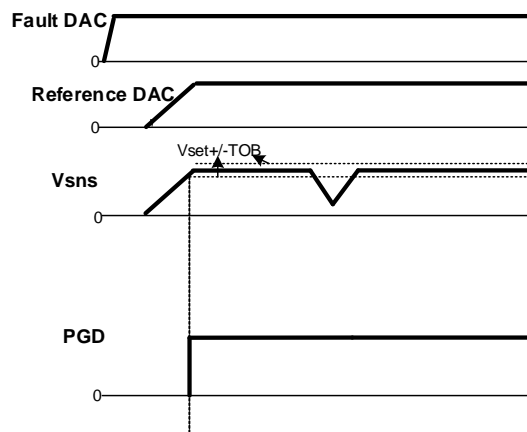 Fault DAC
0
Reference DAC
0
Vset+/-TOB
Vsns
0
PGD
0